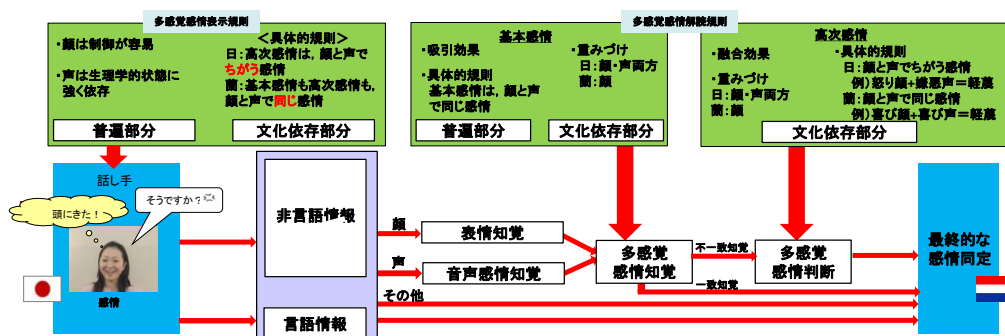 多感覚感情表示規則
・顔は制御が容易
・声は生理学的状態に
強く依存
＜具体的規則＞
日：高次感情は，顔と声で
ちがう感情
蘭：基本感情も高次感情も，
顔と声で同じ感情
普遍部分
文化依存部分
多感覚感情解読規則
基本感情
・吸引効果
・具体的規則
基本感情は，顔と声
で同じ感情
・重みづけ
日：顔・声両方
蘭：顔
普遍部分
文化依存部分
高次感情
・融合効果
・重みづけ
日：顔・声両方
蘭：顔
・具体的規則
日：顔と声でちがう感情
例）怒り顔+嫌悪声＝軽蔑
蘭：顔と声で同じ感情
例）喜び顔+喜び声＝軽蔑
文化依存部分
話し手
頭にきた！
そうですか？
感情
非言語情報
言語情報
顔
声
その他
表情知覚
音声感情知覚
多感覚
感情知覚
不一致知覚
一致知覚
多感覚
感情判断
最終的な
感情同定